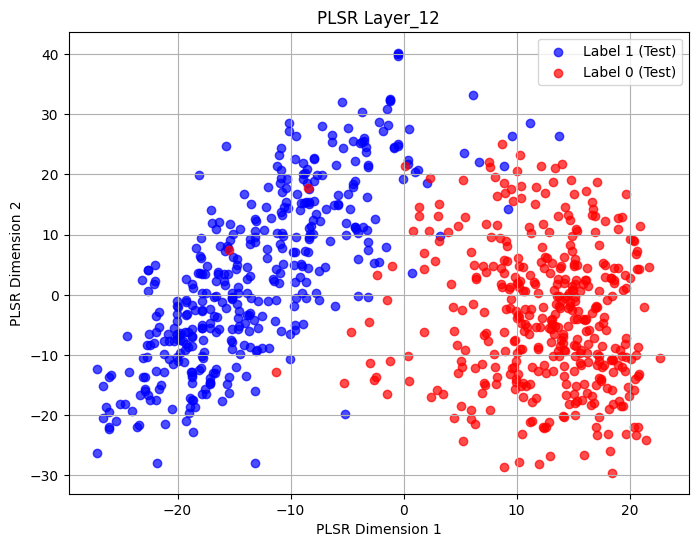 PLSR Layer_12
Label 1 (Test)
Label 0 (Test)
PLSR Dimension 2
40
30
20
10
0
−10
−20
−30
−20
−10
0
10
20
PLSR Dimension 1